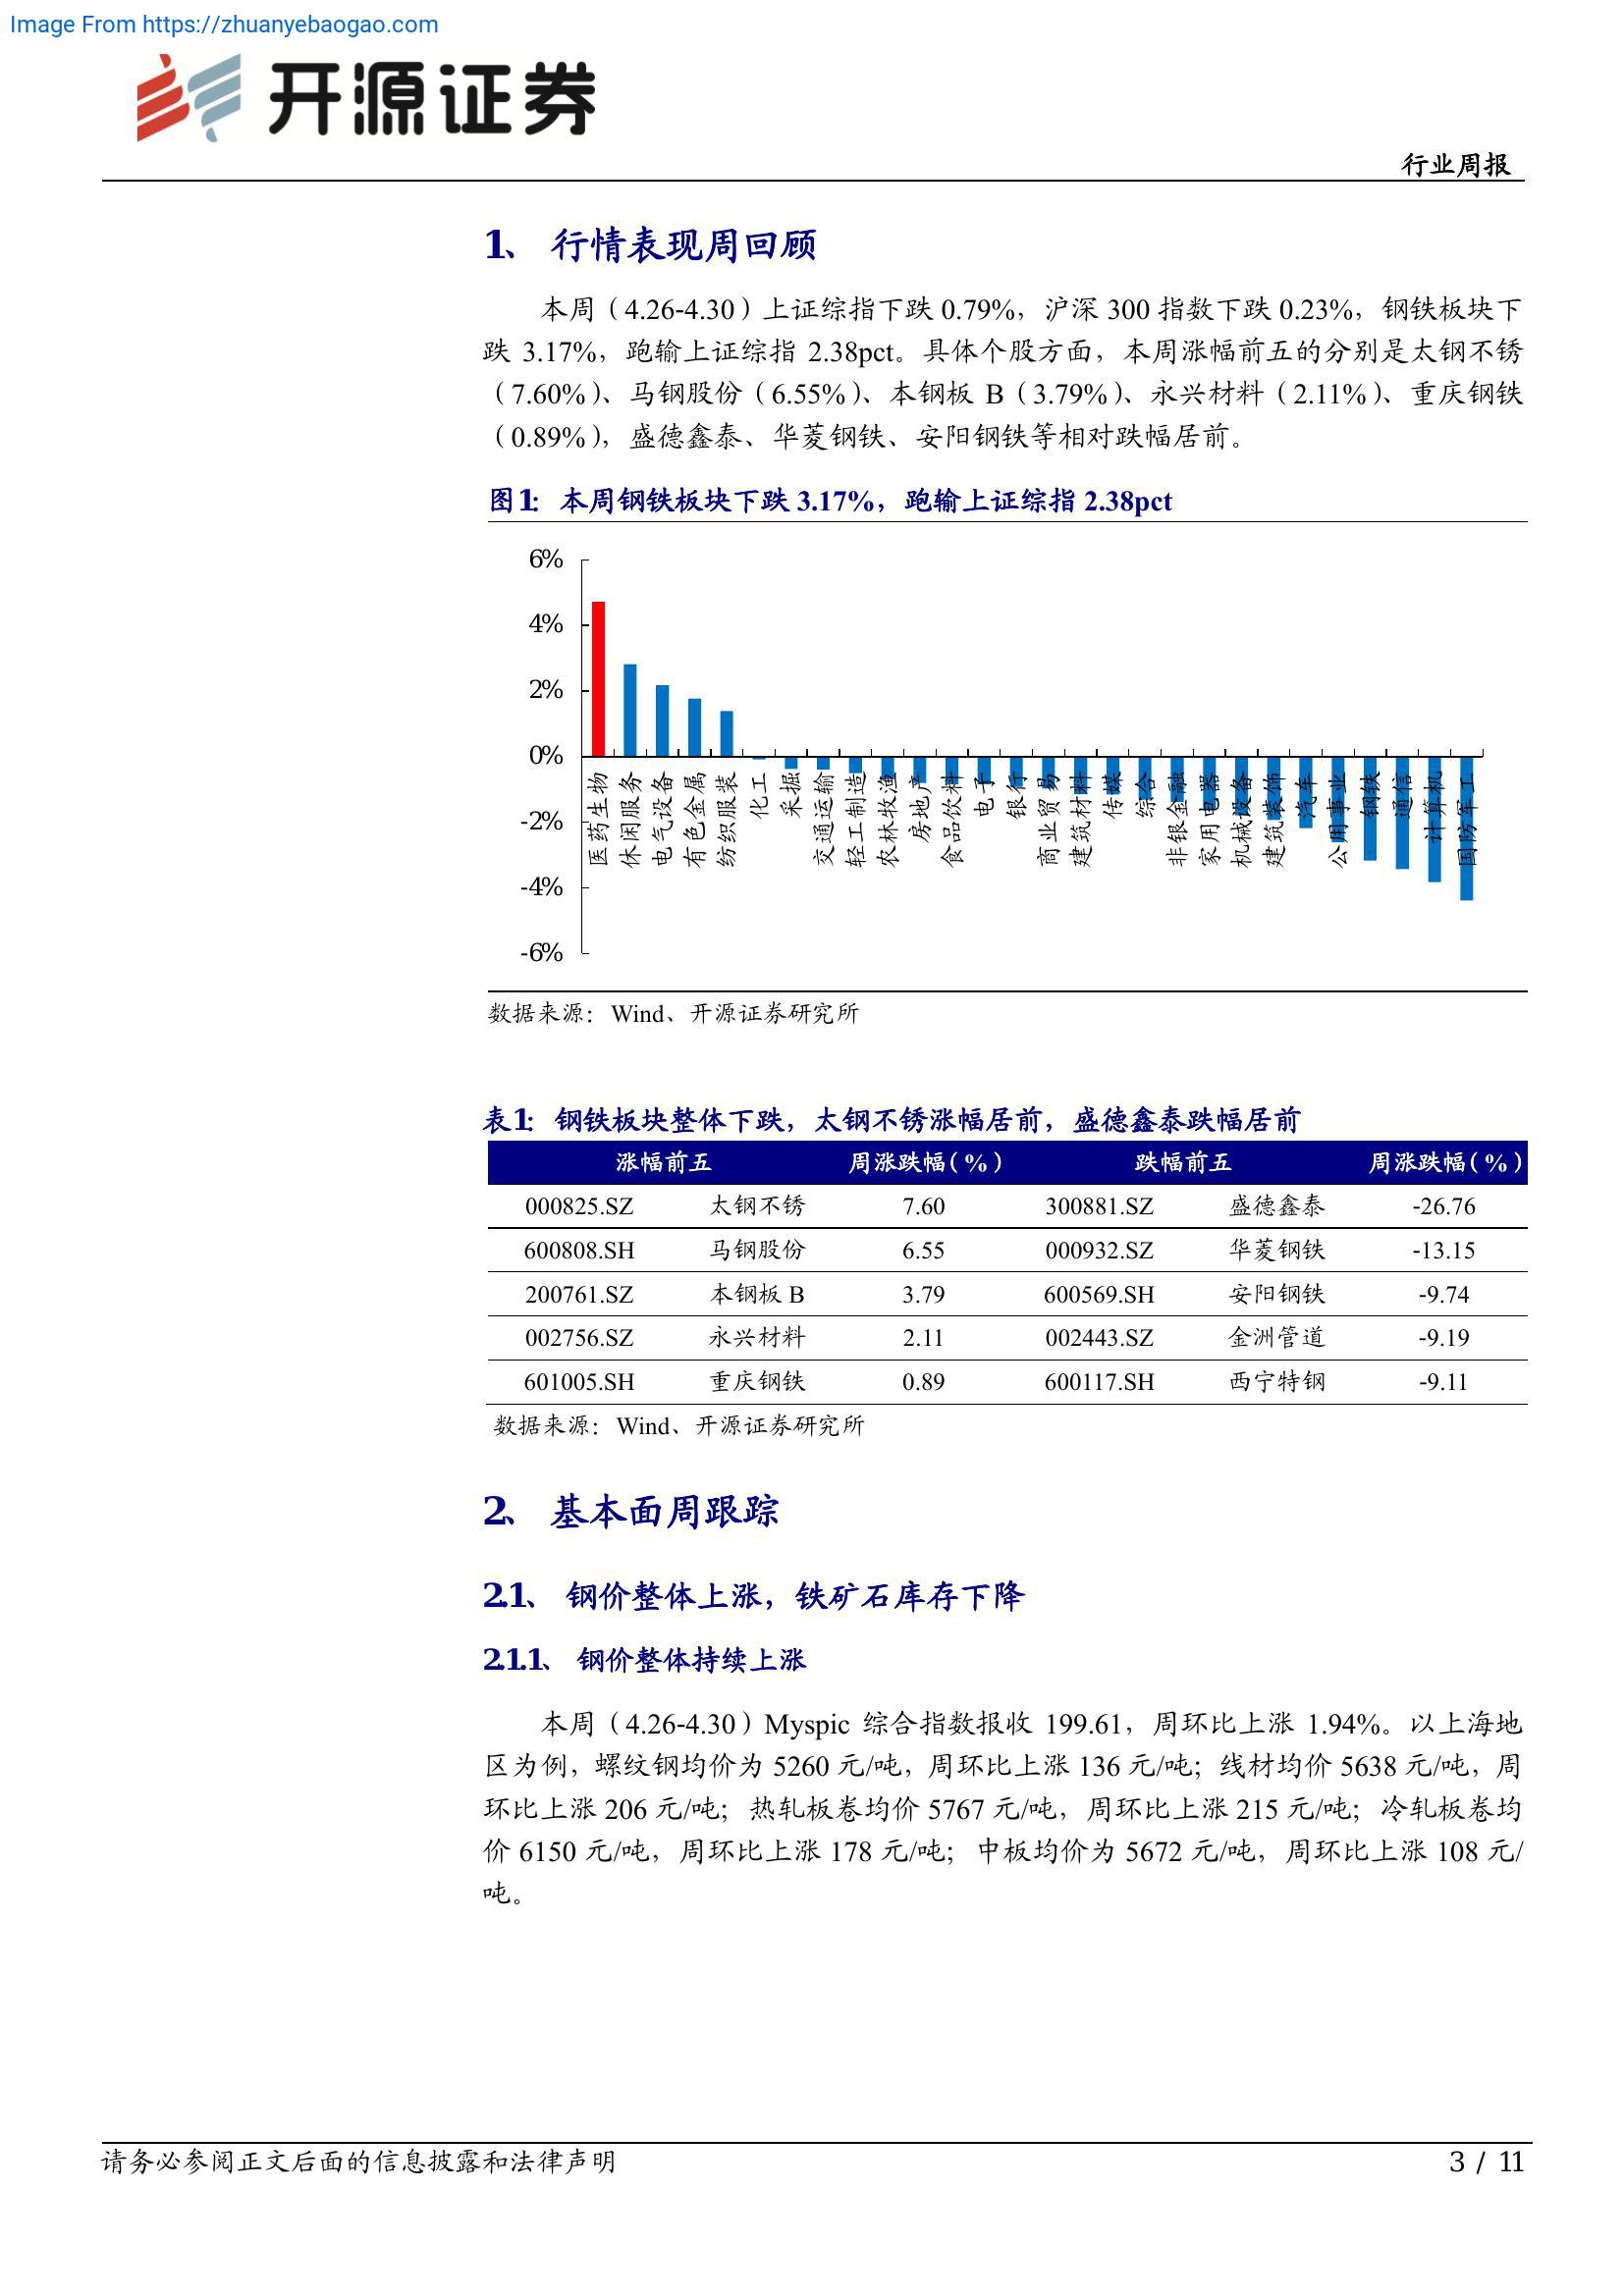 Image From https://zhuanyebaogao.com
开源证券
行业周报
1、 行情表现周回顾
本周（4.26-4.30）上证综指下跌 0.79%，沪深 300 指数下跌 0.23%，钢铁板块下
跌 3.17%，跑输上证综指 2.38pct。具体个股方面，本周涨幅前五的分别是太钢不锈
（7.60%）、马钢股份（6.55%）、本钢板 B（3.79%）、永兴材料（2.11%）、重庆钢铁
（0.89%），盛德鑫泰、华菱钢铁、安阳钢铁等相对跌幅居前。
图1：本周钢铁板块下跌 3.17%，跑输上证综指 2.38pct
6%
4%
2%
0%
-2%
-4%
-6%
医药生物
休闲服务
电气设备
有色金属
纺织服装
化工
采掘
交通运输
轻工制造
农林牧渔
房地产
食品饮料
电子
银行
商业贸易
建筑材料
传媒
综合
非银金融
家用电器
机械设备
建筑装饰
汽车
公用事业
钢铁
通信
计算机
国防军工
数据来源：Wind、开源证券研究所
表1：钢铁板块整体下跌，太钢不锈涨幅居前，盛德鑫泰跌幅居前
涨幅前五 周涨跌幅（%） 跌幅前五 周涨跌幅（%）
000825.SZ 太钢不锈 7.60 300881.SZ 盛德鑫泰 -26.76
600808.SH 马钢股份 6.55 000932.SZ 华菱钢铁 -13.15
200761.SZ 本钢板 B 3.79 600569.SH 安阳钢铁 -9.74
002756.SZ 永兴材料 2.11 002443.SZ 金洲管道 -9.19
601005.SH 重庆钢铁 0.89 600117.SH 西宁特钢 -9.11
数据来源：Wind、开源证券研究所
2、 基本面周跟踪
2.1、 钢价整体上涨，铁矿石库存下降
2.1.1、 钢价整体持续上涨
本周（4.26-4.30）Myspic 综合指数报收 199.61，周环比上涨 1.94%。以上海地
区为例，螺纹钢均价为 5260 元/吨，周环比上涨 136 元/吨；线材均价 5638 元/吨，周
环比上涨 206 元/吨；热轧板卷均价 5767 元/吨，周环比上涨 215 元/吨；冷轧板卷均
价 6150 元/吨，周环比上涨 178 元/吨；中板均价为 5672 元/吨，周环比上涨 108 元/
吨。
请务必参阅正文后面的信息披露和法律声明
3 / 11